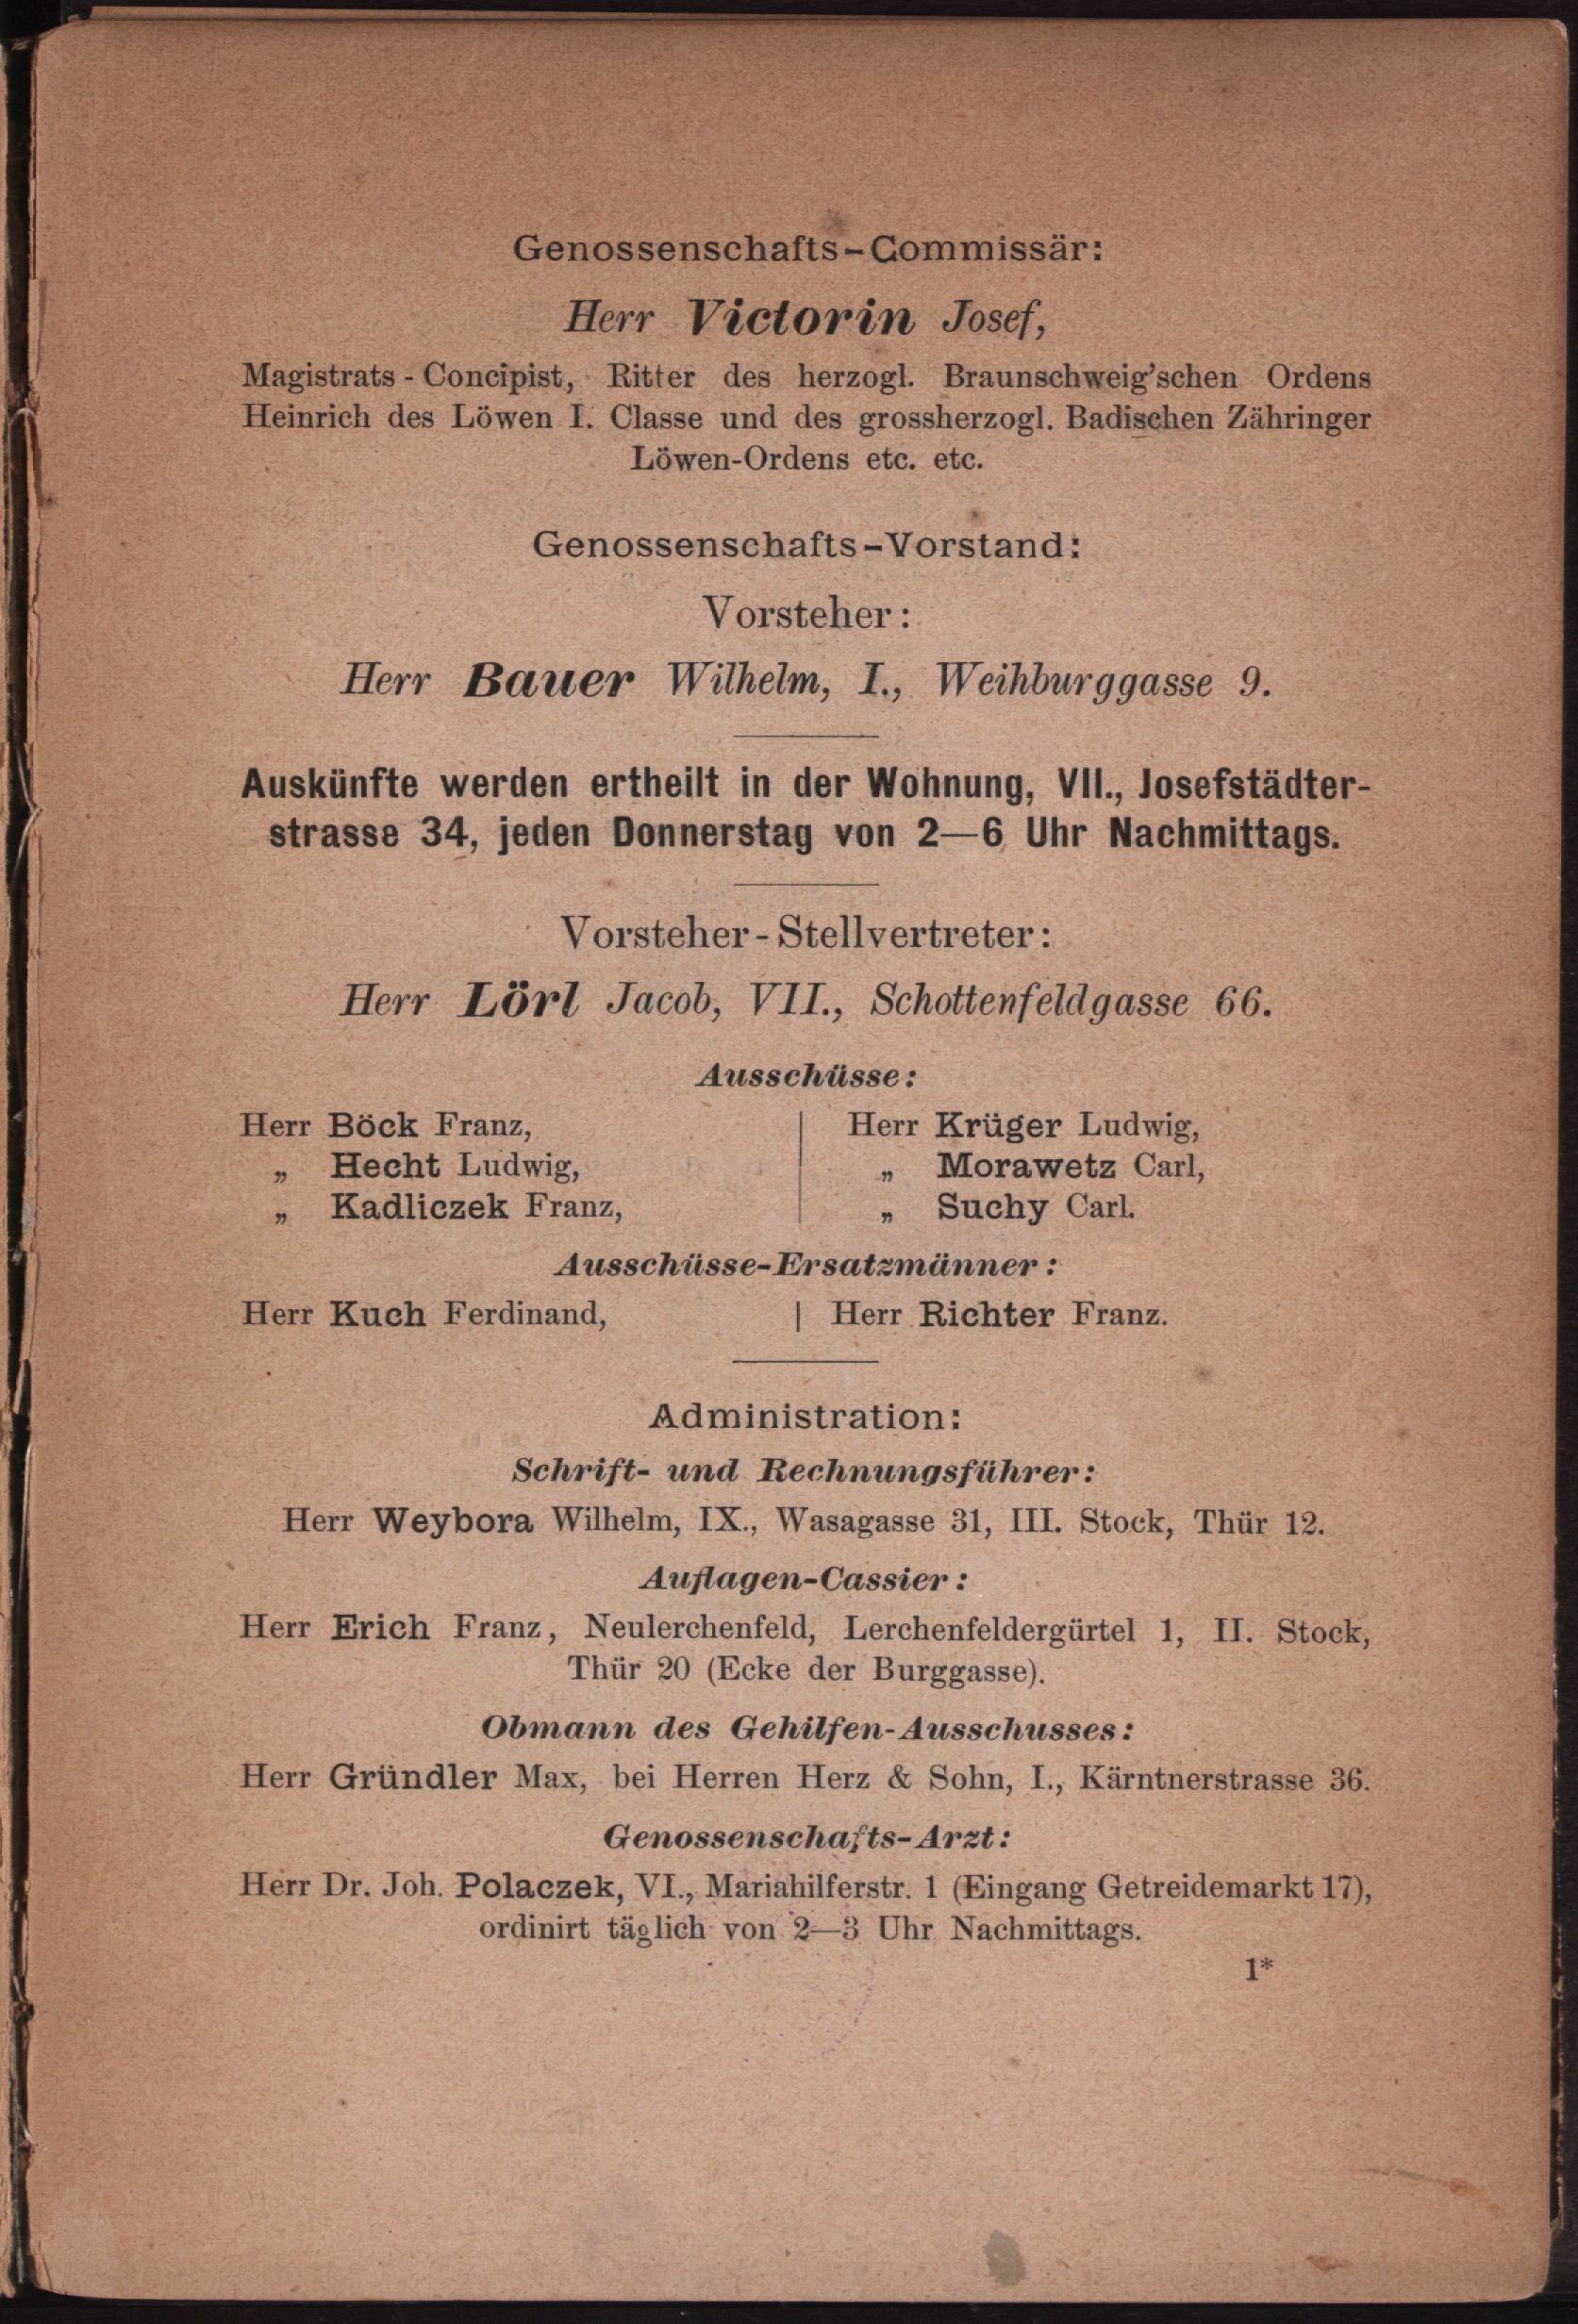 Genossenschafts-Commissär:
Herr Victorin Josef,
Magistrats-Concipist, Ritter des herzogl. Braunschweig'schen Ordens
Heinrich des Löwen I. Classe und des grossherzogl. Badischen Zähringer
Löwen-Ordens etc. etc.
Genossenschafts-Vorstand:
Vorsteher:
Herr Bauer Wilhelm, I., Weihburggasse 9.
Auskünfte werden ertheilt in der Wohnung, VII., Josefstädter-
strasse 34, jeden Donnerstag von 2—6 Uhr Nachmittags.
Vorsteher-Stellvertreter:
Herr Lörl Jacob, VII., Schottenfeldgasse 66.
Ausschüsse:
Herr Böck Franz,
„ Hecht Ludwig,
„ Kadliczek Franz,
Herr Krüger Ludwig,
„ Morawetz Carl,
„ Suchy Carl.
Ausschüsse-Ersatzmänner:
Herr Kuch Ferdinand, | Herr Richter Franz.
Administration:
Schrift- und Rechnungsführer:
Herr Weybora Wilhelm, IX., Wasagasse 31, III. Stock, Thür 12.
Auflagen-Cassier:
Herr Erich Franz, Neulerchenfeld, Lerchenfeldergürtel 1, II. Stock,
Thür 20 (Ecke der Burggasse).
Obmann des Gehilfen-Ausschusses:
Herr Gründler Max, bei Herren Herz & Sohn, I., Kärntnerstrasse 36.
Genossenschafts-Arzt:
Herr Dr. Joh. Polaczek, VI., Mariahilferstr. 1 (Eingang Getreidemarkt 17),
ordinirt täglich von 2—3 Uhr Nachmittags.
1*